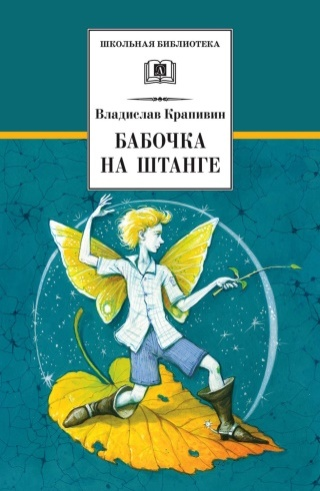 ШКОЛЬНАЯ БИБЛИОТЕКА
Владислав Крапивин
БАБОЧКА
НА ШТАНГЕ